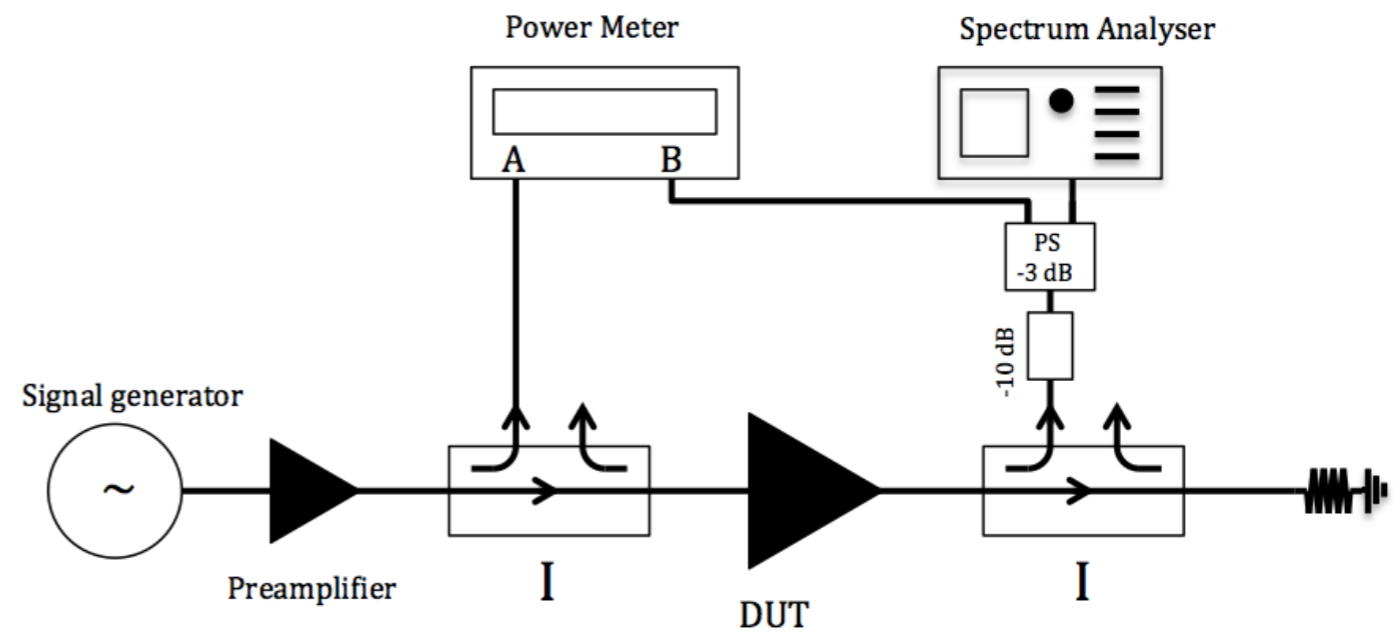 Power Meter
Spectrum Analyser
A
B
PS
-3 dB
-10 dB
Signal generator
~
Preamplifier
I
I
DUT